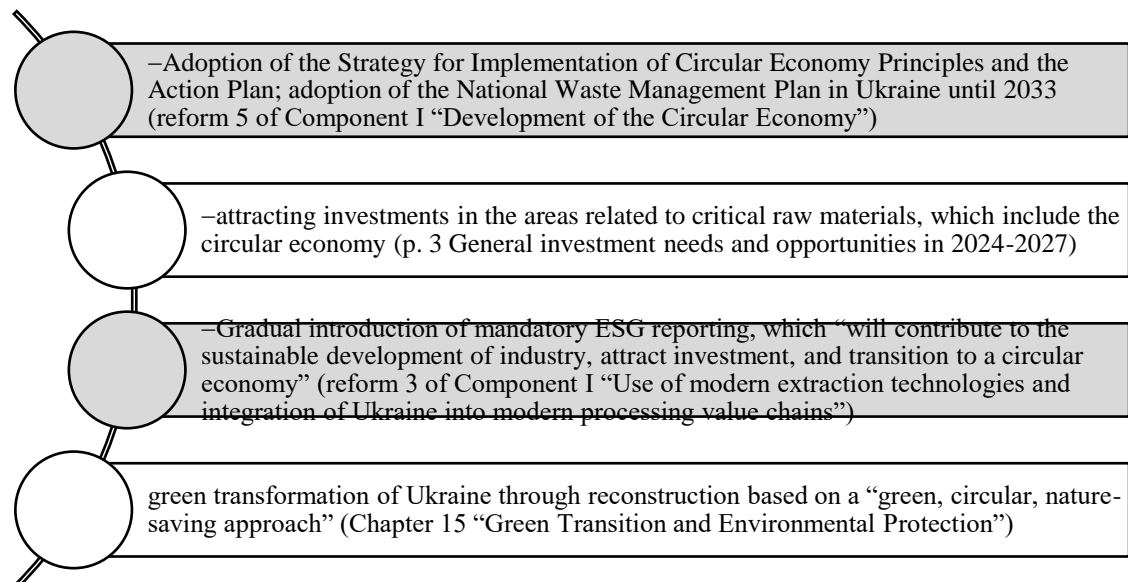 –Adoption of the Strategy for Implementation of Circular Economy Principles and the
Action Plan; adoption of the National Waste Management Plan in Ukraine until 2033
(reform 5 of Component I “Development of the Circular Economy”)
–attracting investments in the areas related to critical raw materials, which include the
circular economy (p. 3 General investment needs and opportunities in 2024-2027)
–Gradual introduction of mandatory ESG reporting, which “will contribute to the
sustainable development of industry, attract investment, and transition to a circular
economy” (reform 3 of Component I “Use of modern extraction technologies and
integration of Ukraine into modern processing value chains”)
green transformation of Ukraine through reconstruction based on a “green, circular, nature-
saving approach” (Chapter 15 “Green Transition and Environmental Protection”)